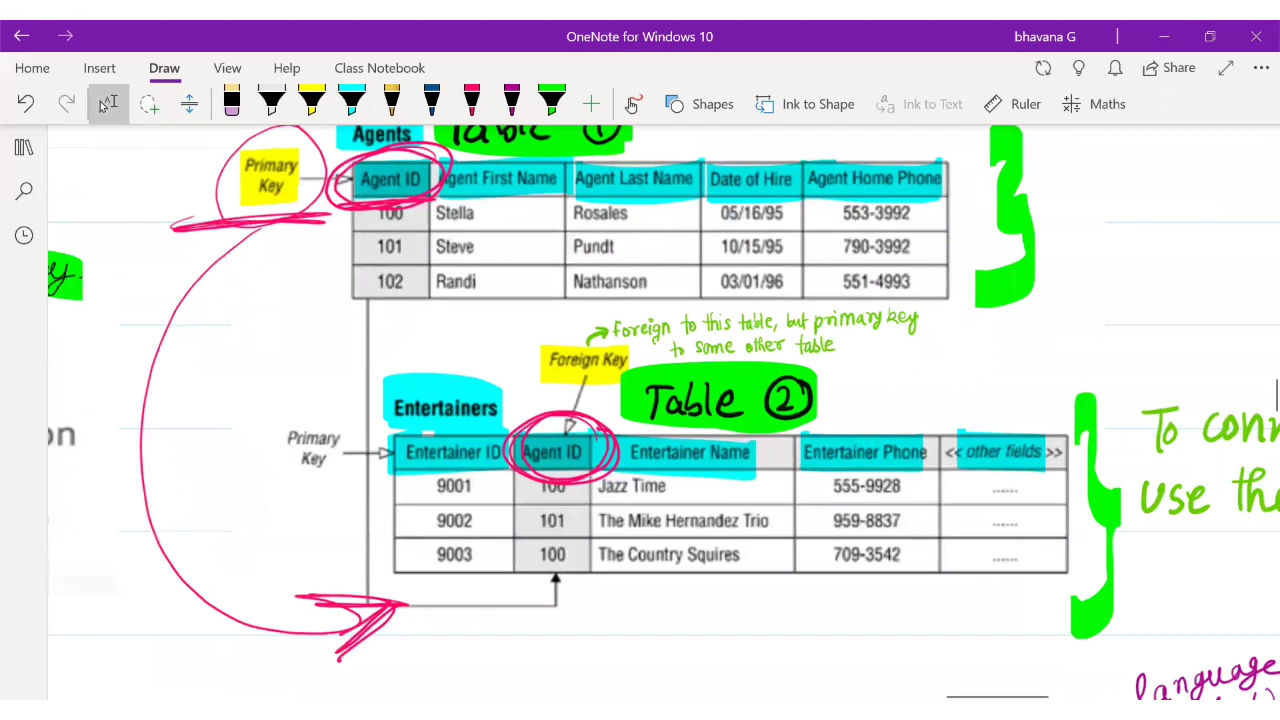 OneNote for Windows 10
bhavana G
Home Insert Draw View Help Class Notebook
Share
Shapes Ink to Shape Ink to Text Ruler Maths
Agents Table ①
Primary Key
Agent ID Agent First Name Agent Last Name Date of Hire Agent Home Phone
100 Stella Rosales 05/16/95 553-3992
101 Steve Pundt 10/15/95 790-3992
102 Randi Nathanson 03/01/96 551-4993
foreign to this table, but primary key
to some other table
Foreign Key
Table ②
Entertainers
Primary Key
Entertainer ID Agent ID Entertainer Name Entertainer Phone << other fields >>
9001 100 Jazz Time 555-9928 ......
9002 101 The Mike Hernandez Trio 959-8837 ......
9003 100 The Country Squires 709-3542 ......
To
use
language